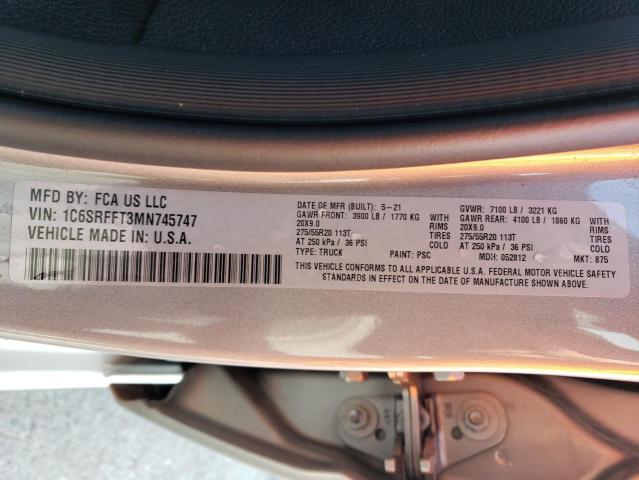 MFD BY: FCA US LLC
VIN: 1C6SRFFT3MN745747
VEHICLE MADE IN: U.S.A.
DATE OF MFR (BUILT): 5-21 GVWR: 7100 LB / 3221 KG
GAWR FRONT: 3900 LB / 1770 KG WITH GAWR REAR: 4100 LB / 1860 KG WITH
20X9.0 RIMS 20X9.0 RIMS
275/55R20 113T TIRES 275/55R20 113T TIRES
AT 250 kPa / 36 PSI COLD AT 250 kPa / 36 PSI COLD
TYPE: TRUCK PAINT: PSC MDH: 052812 MKT: 875
THIS VEHICLE CONFORMS TO ALL APPLICABLE U.S.A. FEDERAL MOTOR VEHICLE SAFETY
STANDARDS IN EFFECT ON THE DATE OF MANUFACTURE SHOWN ABOVE.